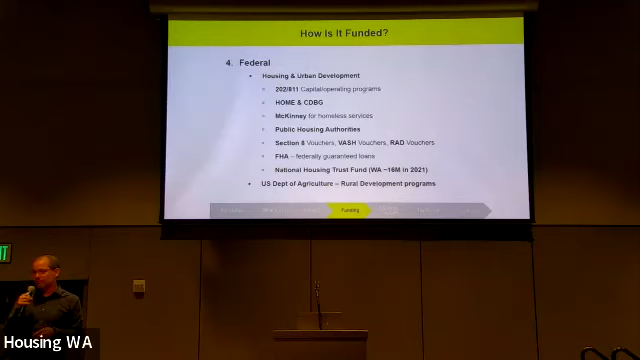 How Is It Funded?
4. Federal
• Housing & Urban Development
▫ 202/811 Capital/operating programs
▫ HOME & CDBG
▫ McKinney for homeless services
▫ Public Housing Authorities
▫ Section 8 Vouchers, VASH Vouchers, RAD Vouchers
▫ FHA – federally guaranteed loans
▫ National Housing Trust Fund (WA ~16M in 2021)
• US Dept of Agriculture – Rural Development programs
Funding
Housing WA